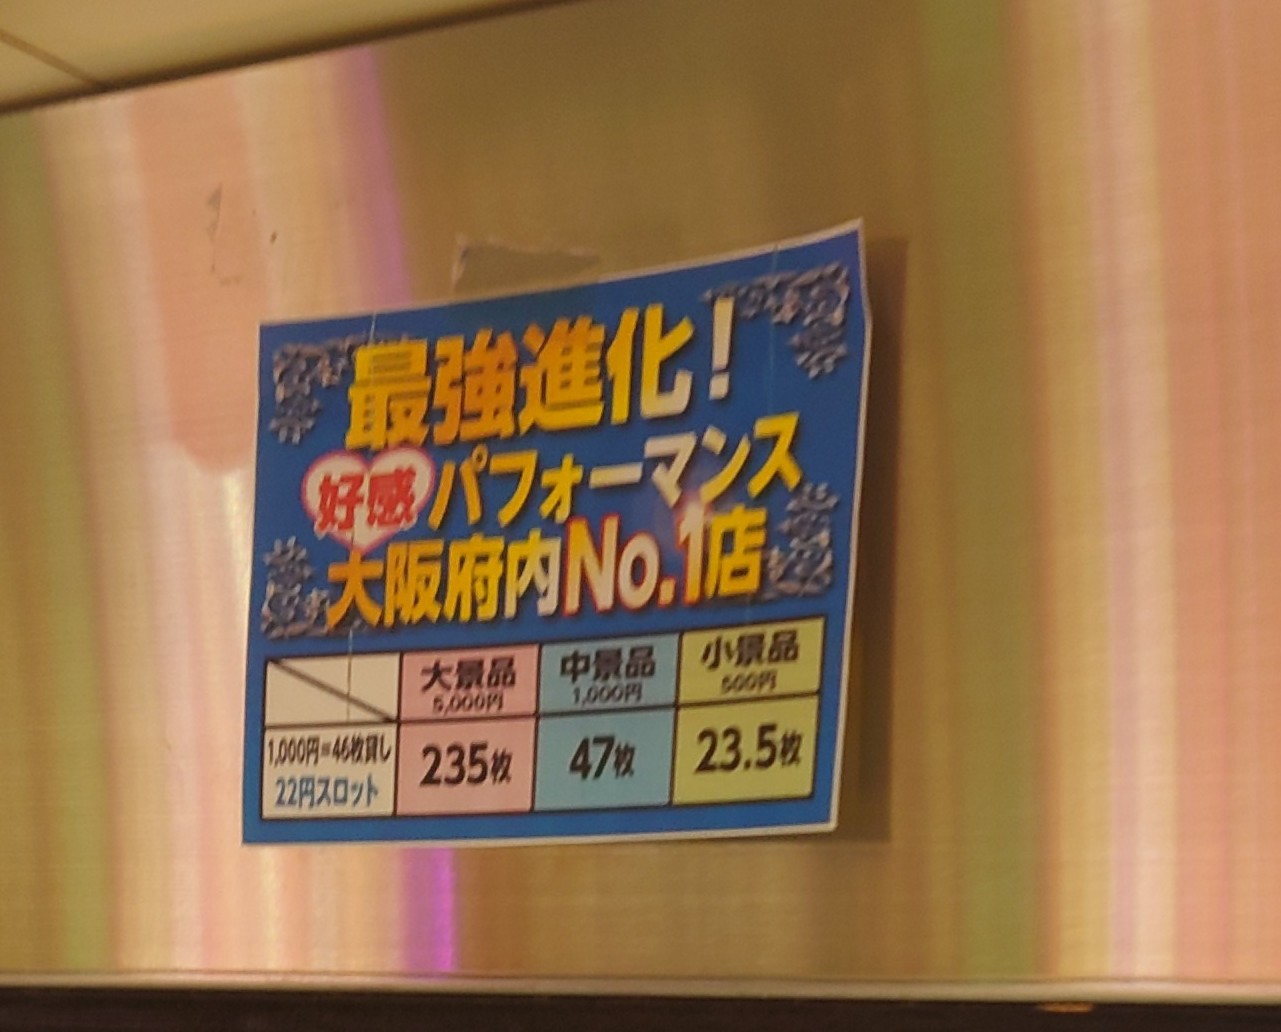 最強進化!
好感パフォーマンス
大阪府内No.1店
大景品 中景品 小景品
5,000円 1,000円 500円
1,000円=46枚貸し
22円スロット 235枚 47枚 23.5枚